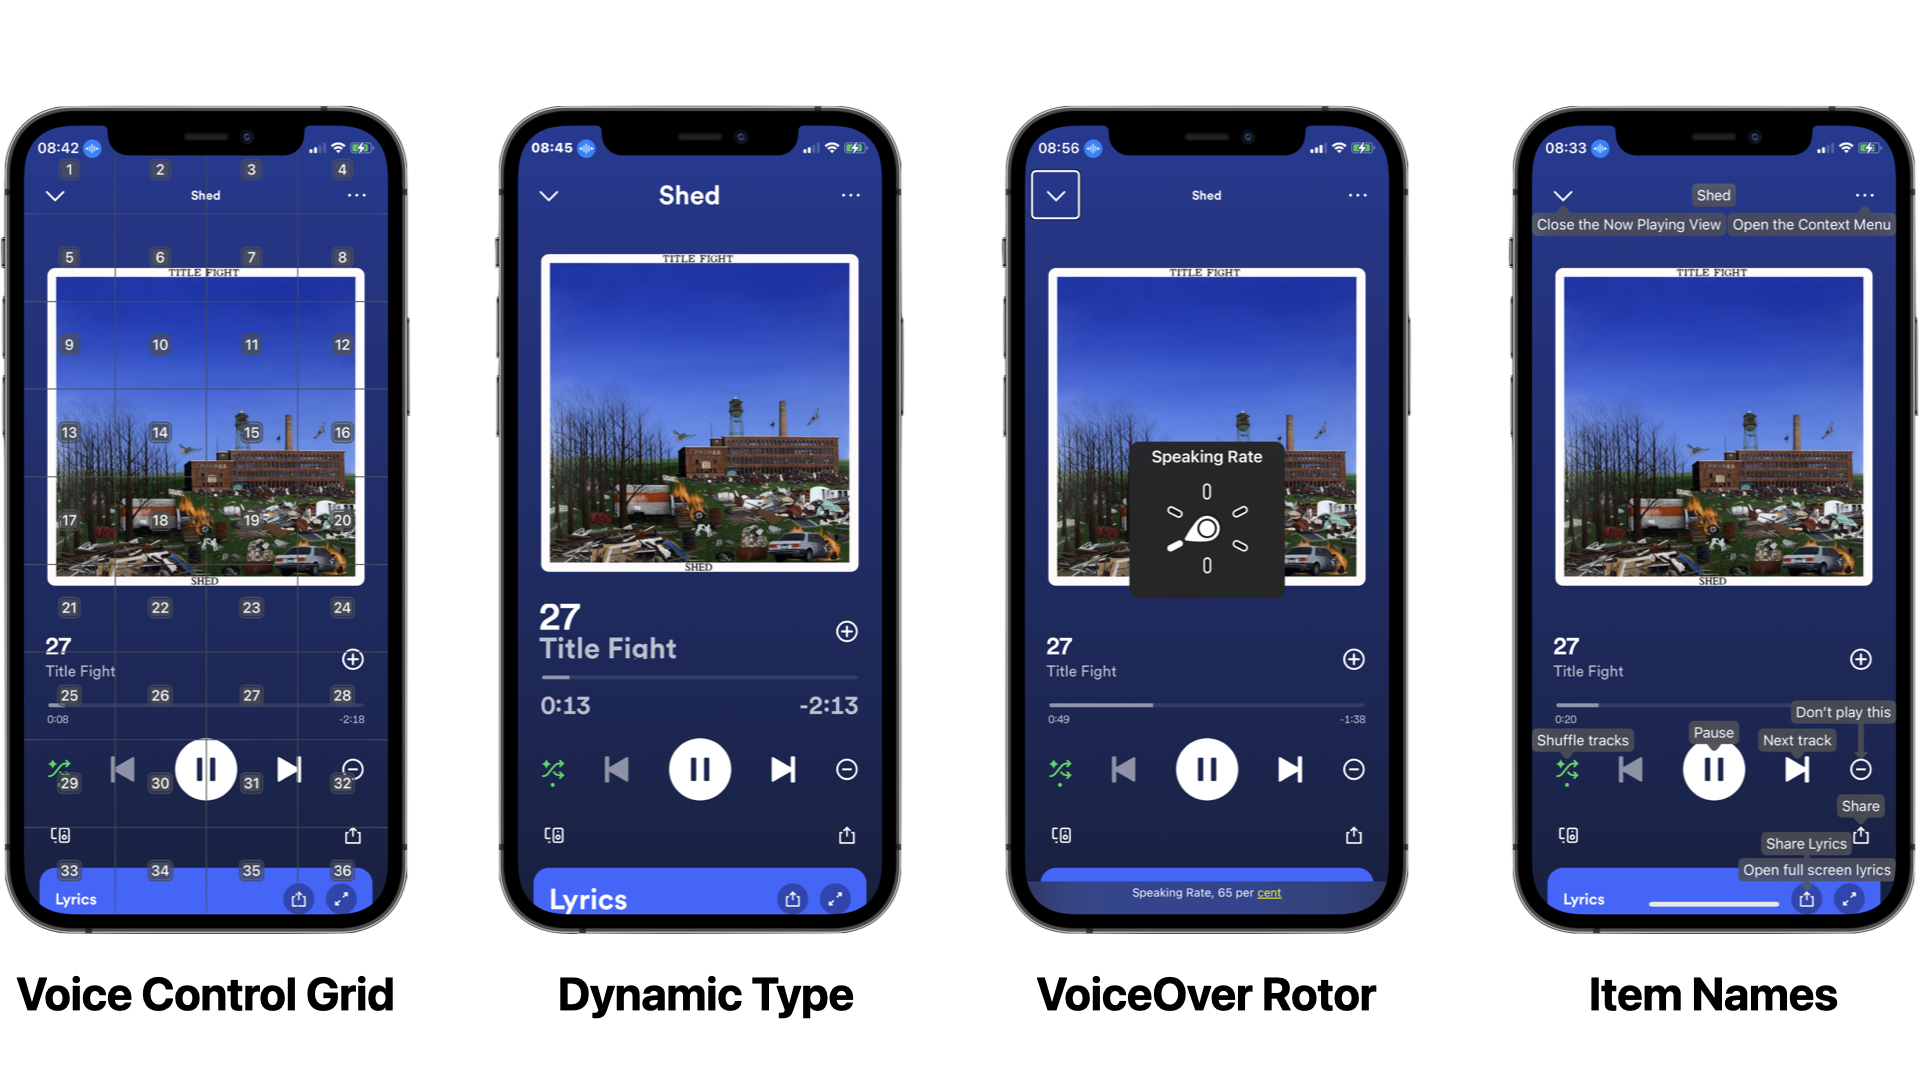 08:42
1 2 3 4
Shed
5 6 7 8
TITLE FIGHT
9 10 11 12
13 14 15 16
17 18 19 20
SHED
21 22 23 24
27
Title Fight
25 26 27 28
0:08 -2:18
29 30 31 32
33 34 35 36
Lyrics
Voice Control Grid
08:45
Shed
TITLE FIGHT
SHED
27
Title Fight
0:13 -2:13
Lyrics
Dynamic Type
08:56
Shed
TITLE FIGHT
Speaking Rate
27
Title Fight
0:49 -1:38
Speaking Rate, 65 per cent
VoiceOver Rotor
08:33
Shed
Close the Now Playing View Open the Context Menu
TITLE FIGHT
SHED
27
Title Fight
0:20
Don't play this
Pause
Shuffle tracks Next track
Share
Share Lyrics
Open full screen lyrics
Lyrics
Item Names